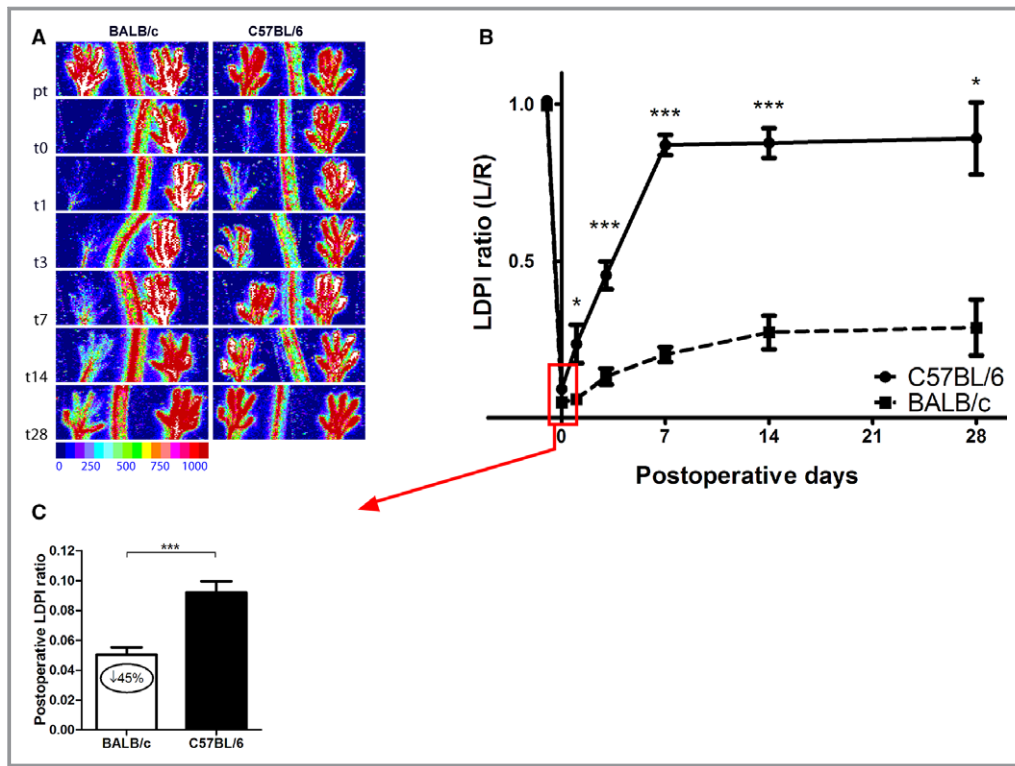 A
BALB/c C57BL/6
pt
t0
t1
t3
t7
t14
t28
0 250 500 750 1000
B
LDPI ratio (L/R)
1.0
0.5
*
***
***
***
*
C57BL/6
BALB/c
0 7 14 21 28
Postoperative days
C
Postoperative LDPI ratio
***
0.12
0.10
0.08
0.06
0.04
0.02
0.00
↓45%
BALB/c C57BL/6